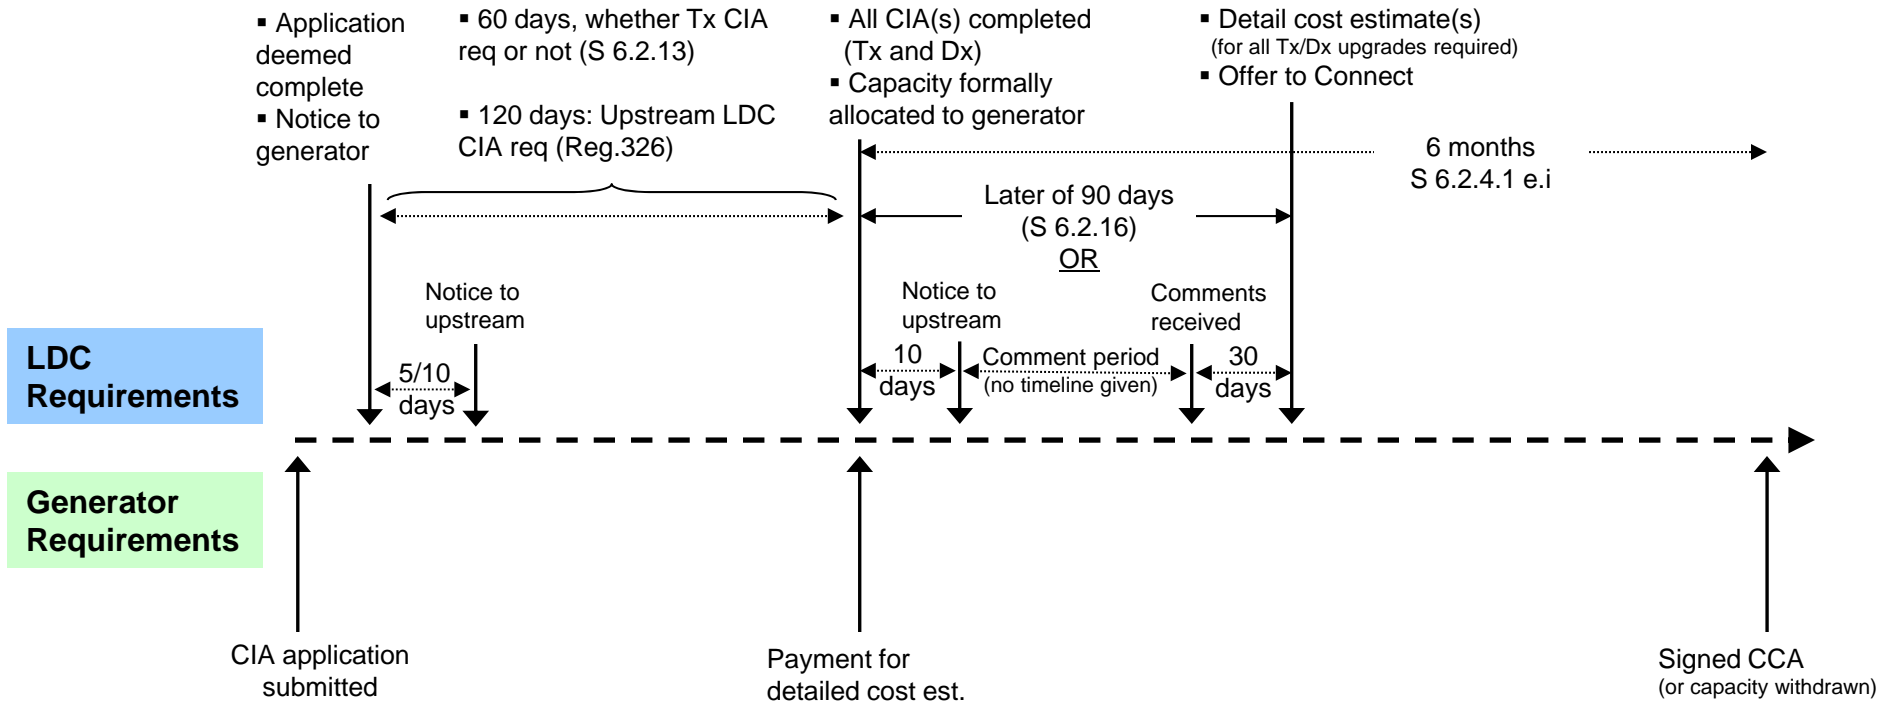 ▪ Application
deemed
complete
▪ Notice to
generator
▪ 60 days, whether Tx CIA
req or not (S 6.2.13)
▪ 120 days: Upstream LDC
CIA req (Reg.326)
▪ All CIA(s) completed
(Tx and Dx)
▪ Capacity formally
allocated to generator
▪ Detail cost estimate(s)
(for all Tx/Dx upgrades required)
▪ Offer to Connect
6 months
S 6.2.4.1 e.i
Later of 90 days
(S 6.2.16)
OR
Notice to
upstream
Notice to
upstream
Comments
received
LDC
Requirements
5/10
days
10
days
Comment period
(no timeline given)
30
days
Generator
Requirements
CIA application
submitted
Payment for
detailed cost est.
Signed CCA
(or capacity withdrawn)